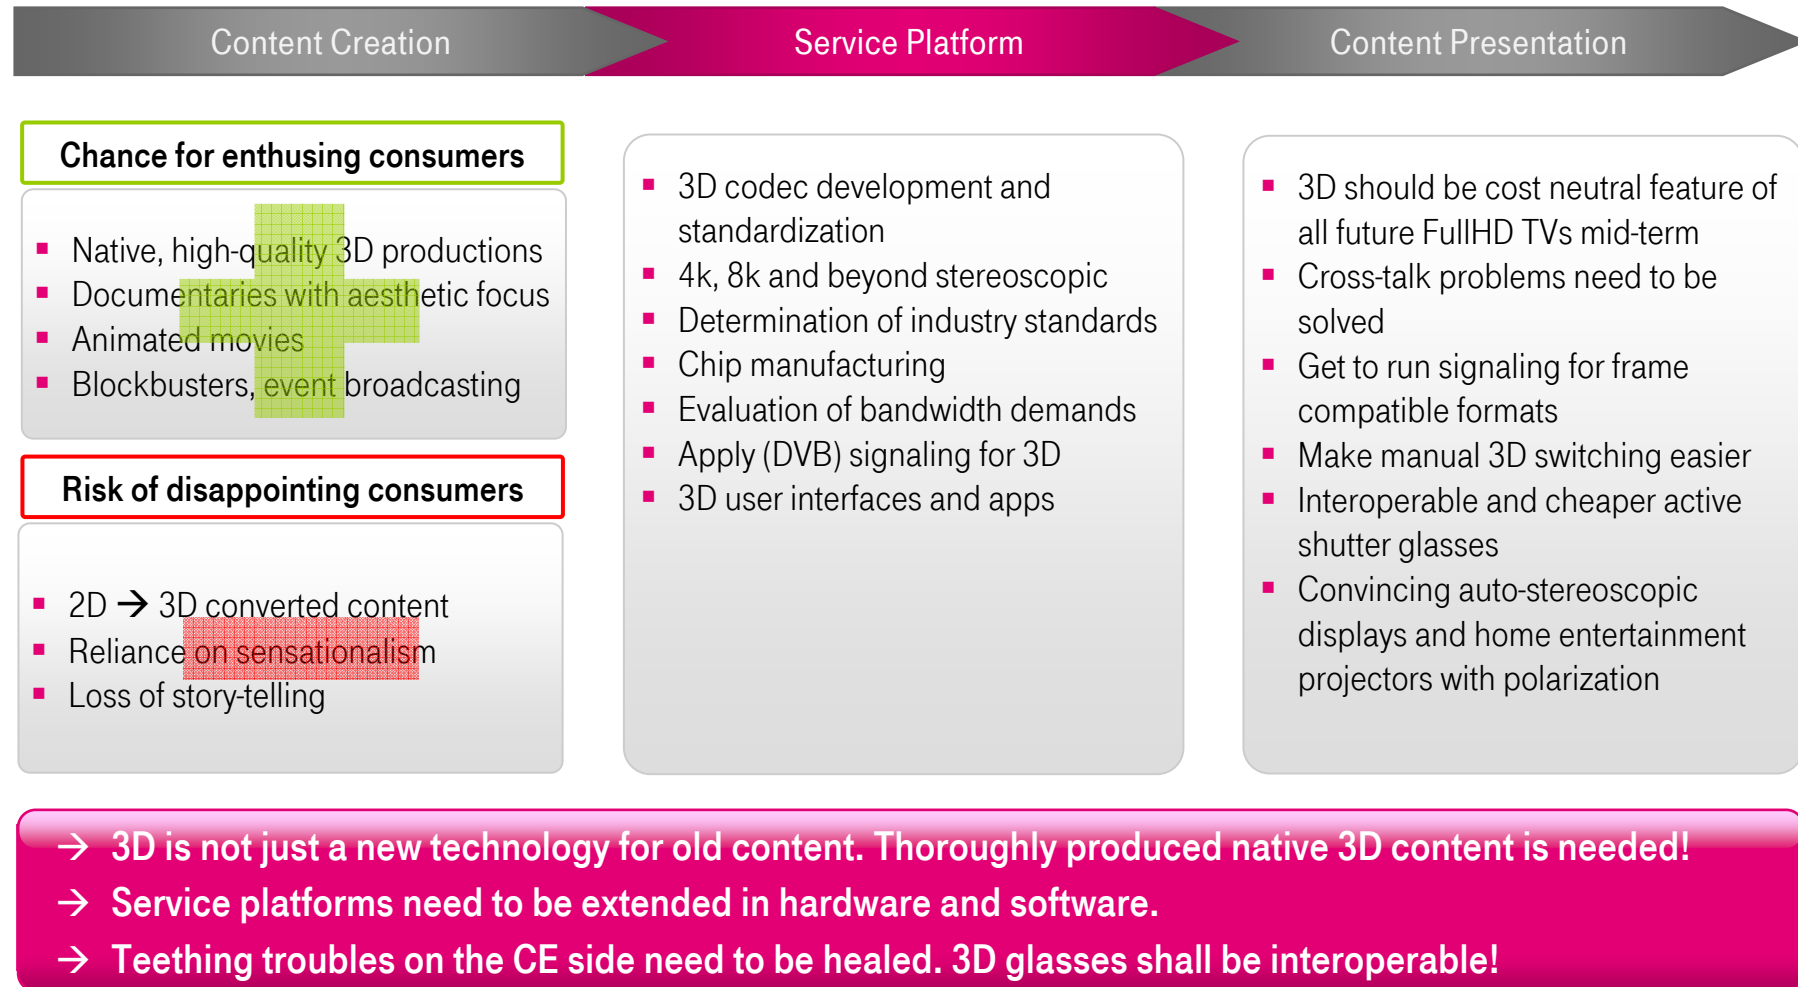 Content Creation
Service Platform
Content Presentation
Chance for enthusing consumers
▪ Native, high-quality 3D productions
▪ Documentaries with aesthetic focus
▪ Animated movies
▪ Blockbusters, event broadcasting
Risk of disappointing consumers
▪ 2D → 3D converted content
▪ Reliance on sensationalism
▪ Loss of story-telling
▪ 3D codec development and
standardization
▪ 4k, 8k and beyond stereoscopic
▪ Determination of industry standards
▪ Chip manufacturing
▪ Evaluation of bandwidth demands
▪ Apply (DVB) signaling for 3D
▪ 3D user interfaces and apps
▪ 3D should be cost neutral feature of
all future FullHD TVs mid-term
▪ Cross-talk problems need to be
solved
▪ Get to run signaling for frame
compatible formats
▪ Make manual 3D switching easier
▪ Interoperable and cheaper active
shutter glasses
▪ Convincing auto-stereoscopic
displays and home entertainment
projectors with polarization
→ 3D is not just a new technology for old content. Thoroughly produced native 3D content is needed!
→ Service platforms need to be extended in hardware and software.
→ Teething troubles on the CE side need to be healed. 3D glasses shall be interoperable!